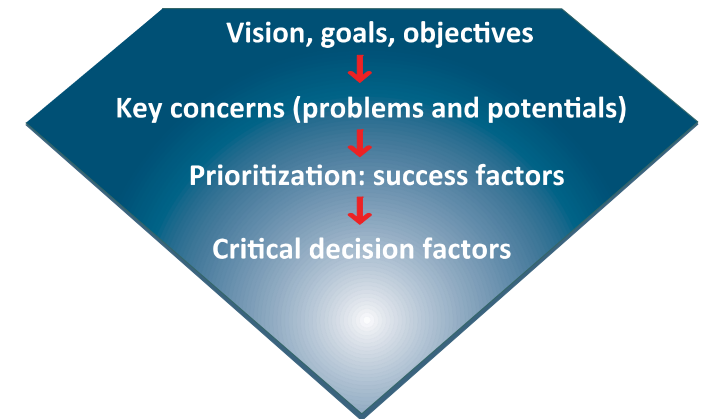 Vision, goals, objectives
Key concerns (problems and potentials)
Prioritization: success factors
Critical decision factors